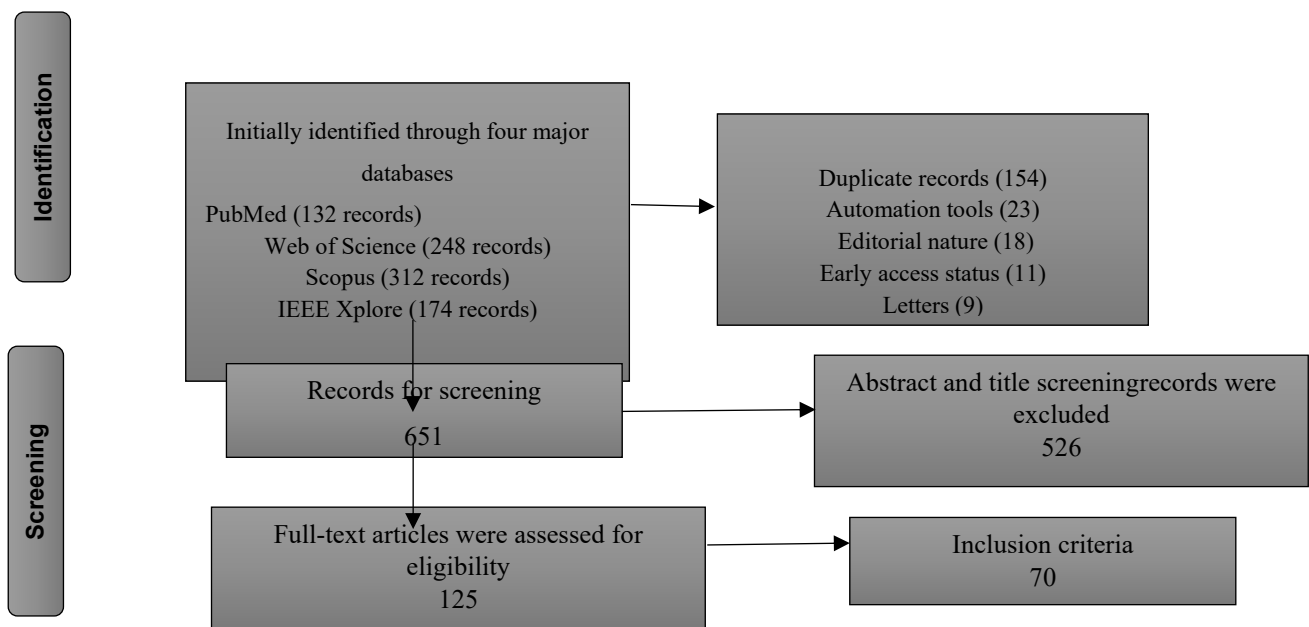 Identification
Initially identified through four major
databases
PubMed (132 records)
Web of Science (248 records)
Scopus (312 records)
IEEE Xplore (174 records)
Duplicate records (154)
Automation tools (23)
Editorial nature (18)
Early access status (11)
Letters (9)
Screening
Records for screening
651
Abstract and title screeningrecords were
excluded
526
Full-text articles were assessed for
eligibility
125
Inclusion criteria
70